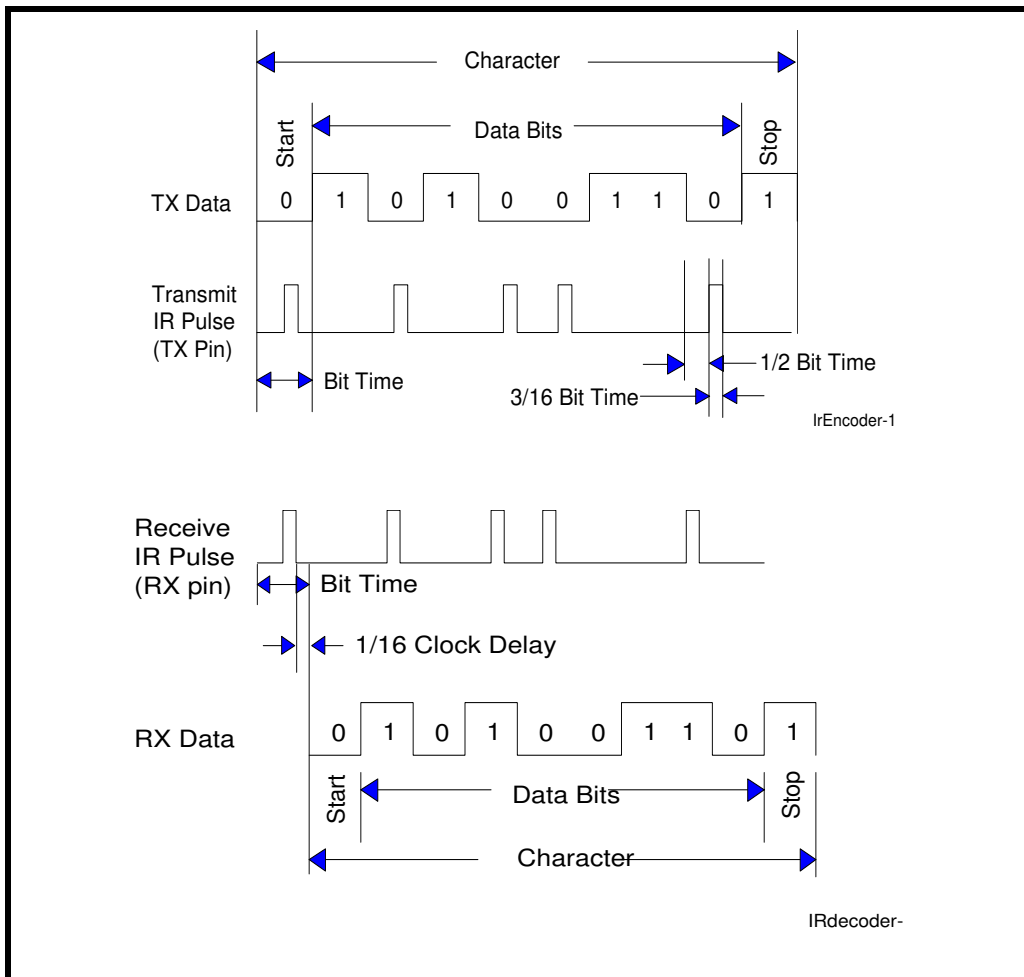 Character
Start
Data Bits
Stop
TX Data
0 1 0 1 0 0 1 1 0 1
Transmit
IR Pulse
(TX Pin)
Bit Time
1/2 Bit Time
3/16 Bit Time
IrEncoder-1
Receive
IR Pulse
(RX pin)
Bit Time
1/16 Clock Delay
RX Data
0 1 0 1 0 0 1 1 0 1
Start
Data Bits
Stop
Character
IRdecoder-